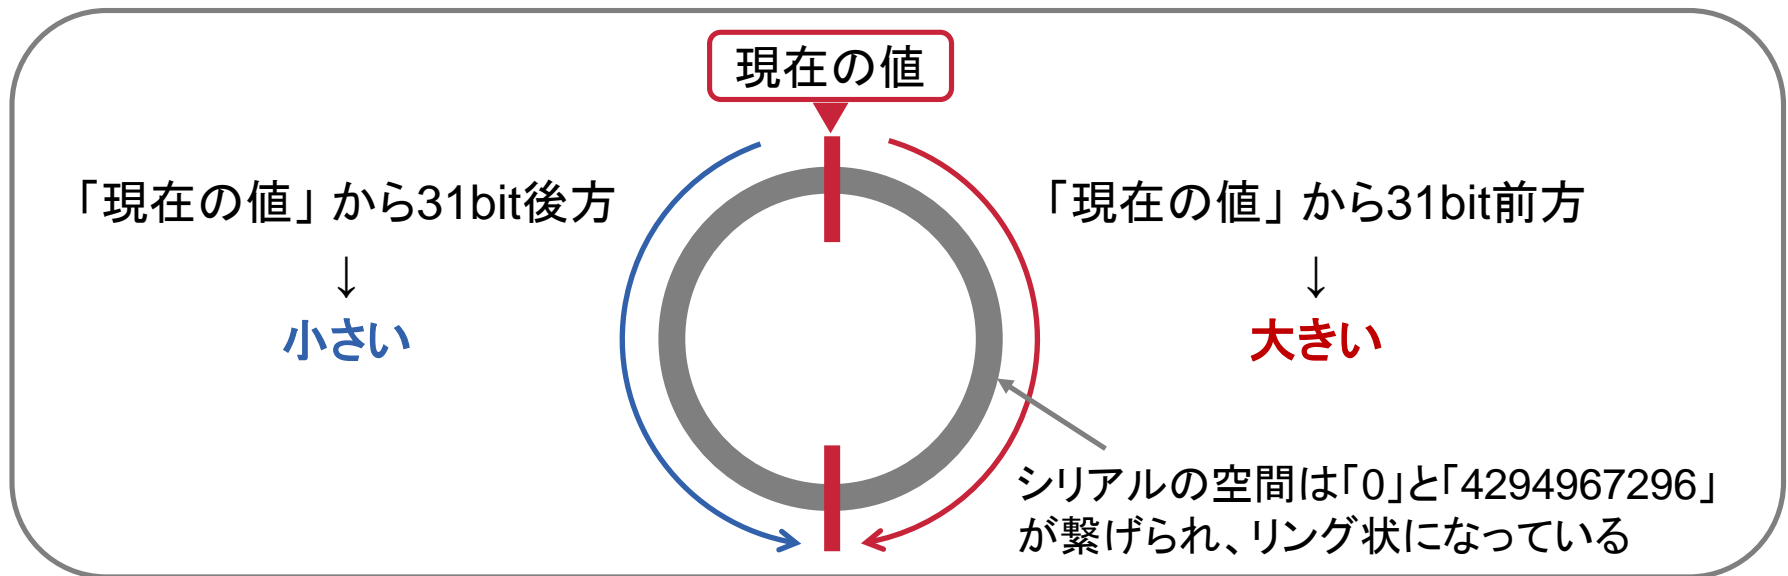 現在の値
「現在の値」から31bit後方
↓
小さい
「現在の値」から31bit前方
↓
大きい
シリアルの空間は「0」と「4294967296」
が繋げられ、リング状になっている